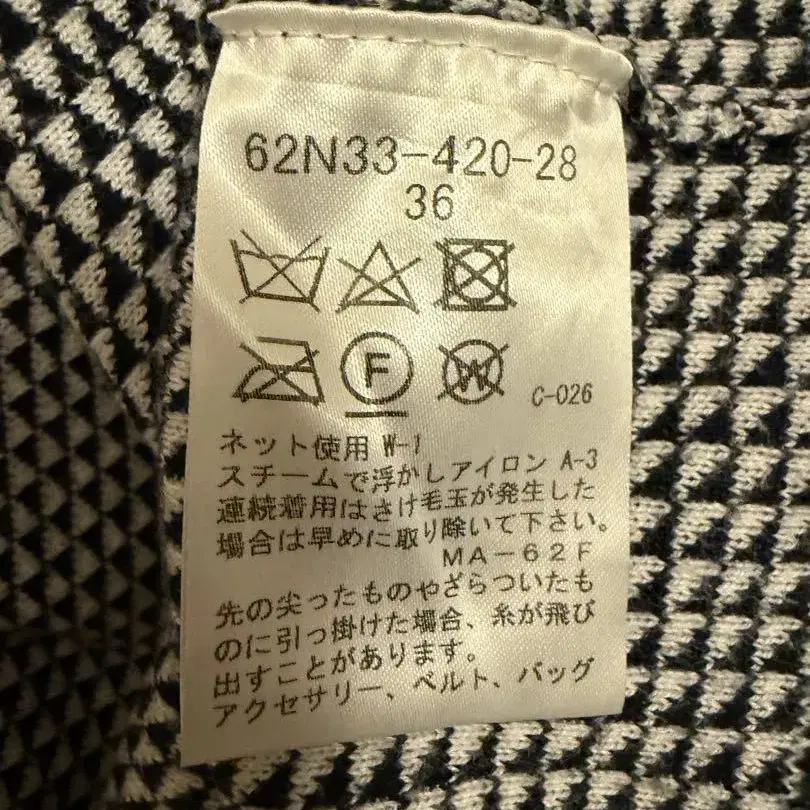 62N33-420-28
36
F
W
C-026
ネット使用 W-1
スチームで浮かしアイロン A-3
連続着用はさけ毛玉が発生した
場合は早めに取り除いて下さい。
MA-62F
先の尖ったものやざらついたも
のに引っ掛けた場合、糸が飛び
出すことがあります。
アクセサリー、ベルト、バッグ